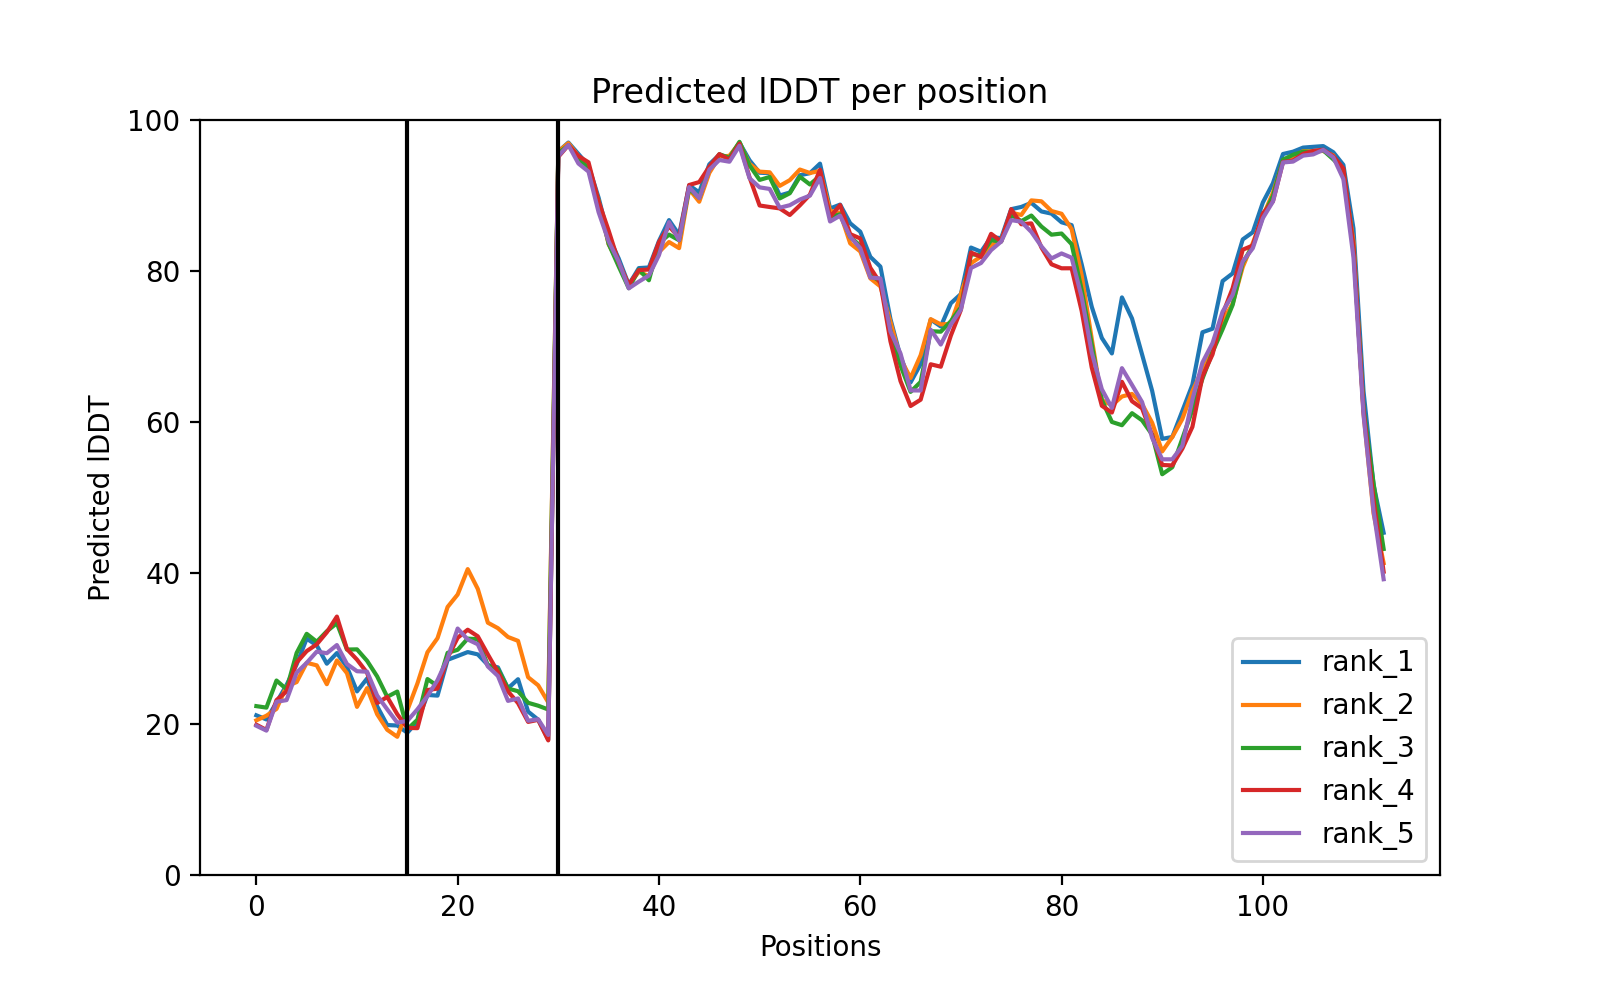 Predicted lDDT per position
100
80
60
40
20
0
Predicted lDDT
0 20 40 60 80 100
Positions
rank_1
rank_2
rank_3
rank_4
rank_5